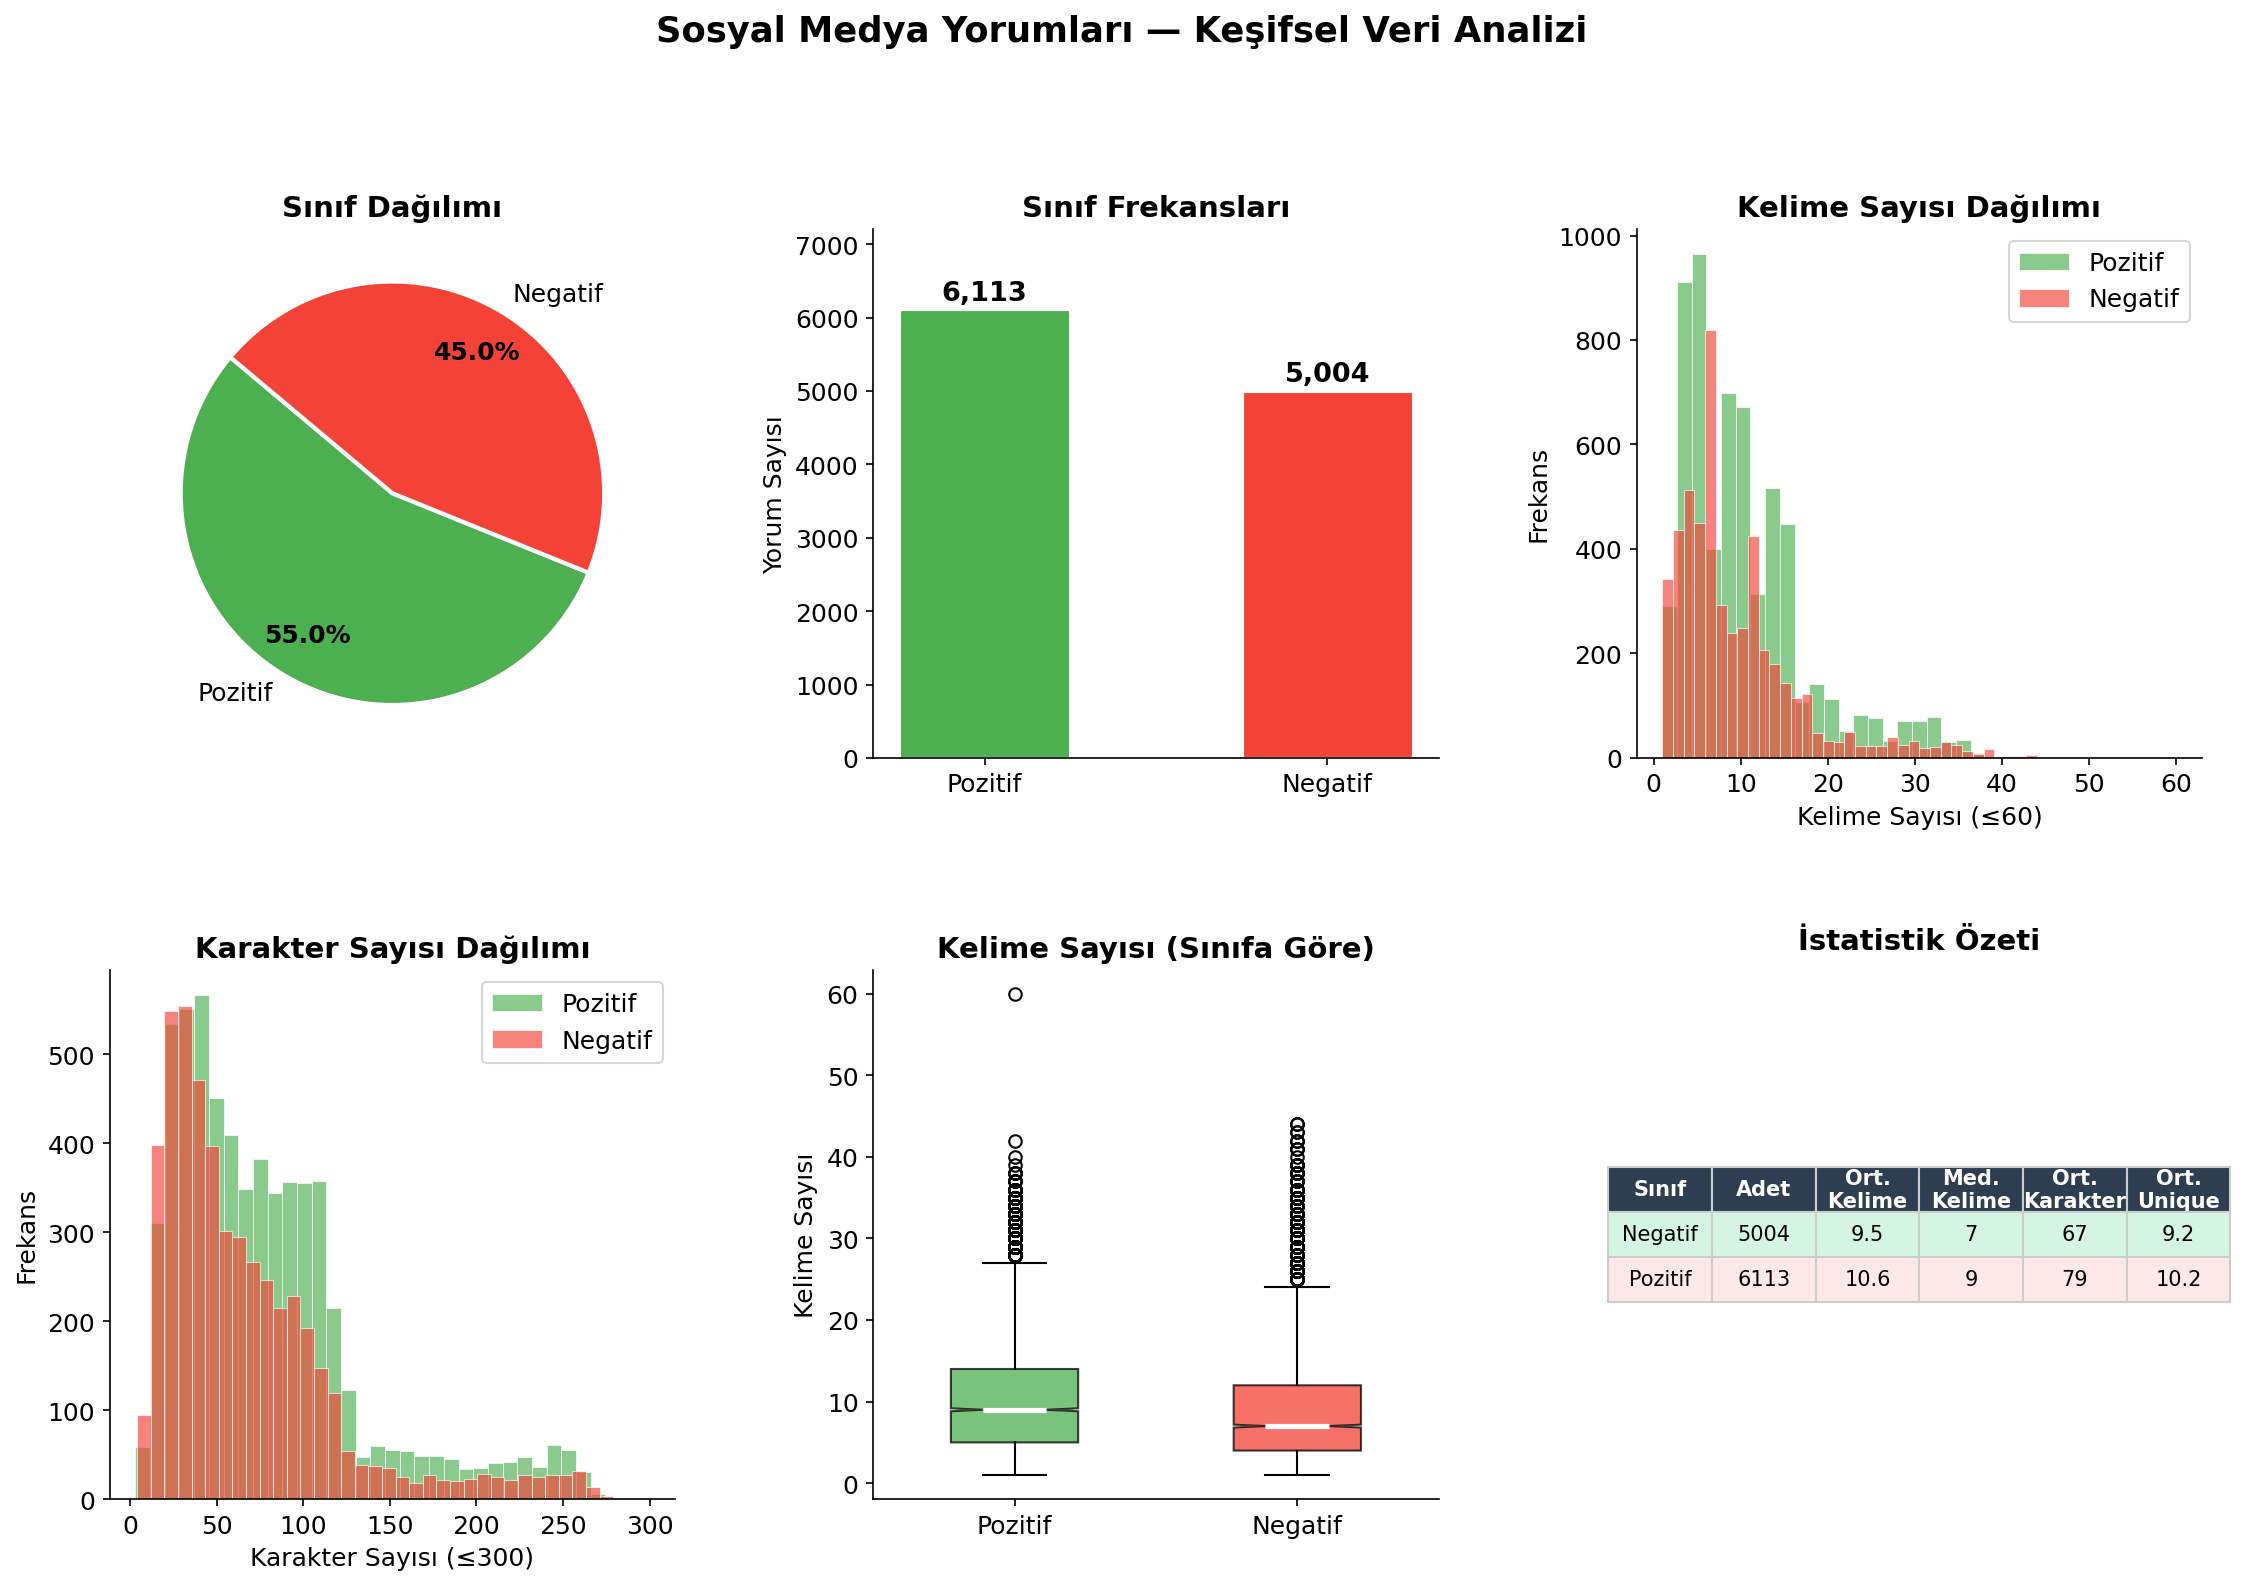 Sosyal Medya Yorumları — Keşifsel Veri Analizi
Sınıf Dağılımı
Negatif
45.0%
55.0%
Pozitif
Sınıf Frekansları
7000
6000
5000
4000
3000
2000
1000
0
Yorum Sayısı
6,113
5,004
Pozitif Negatif
Kelime Sayısı Dağılımı
1000
800
600
400
200
0
Frekans
Pozitif
Negatif
0 10 20 30 40 50 60
Kelime Sayısı (≤60)
Karakter Sayısı Dağılımı
500
400
300
200
100
0
Frekans
Pozitif
Negatif
0 50 100 150 200 250 300
Karakter Sayısı (≤300)
Kelime Sayısı (Sınıfa Göre)
60
50
40
30
20
10
0
Kelime Sayısı
Pozitif Negatif
İstatistik Özeti
Sınıf Adet Ort. Kelime Med. Kelime Ort. Karakter Ort. Unique
Negatif 5004 9.5 7 67 9.2
Pozitif 6113 10.6 9 79 10.2